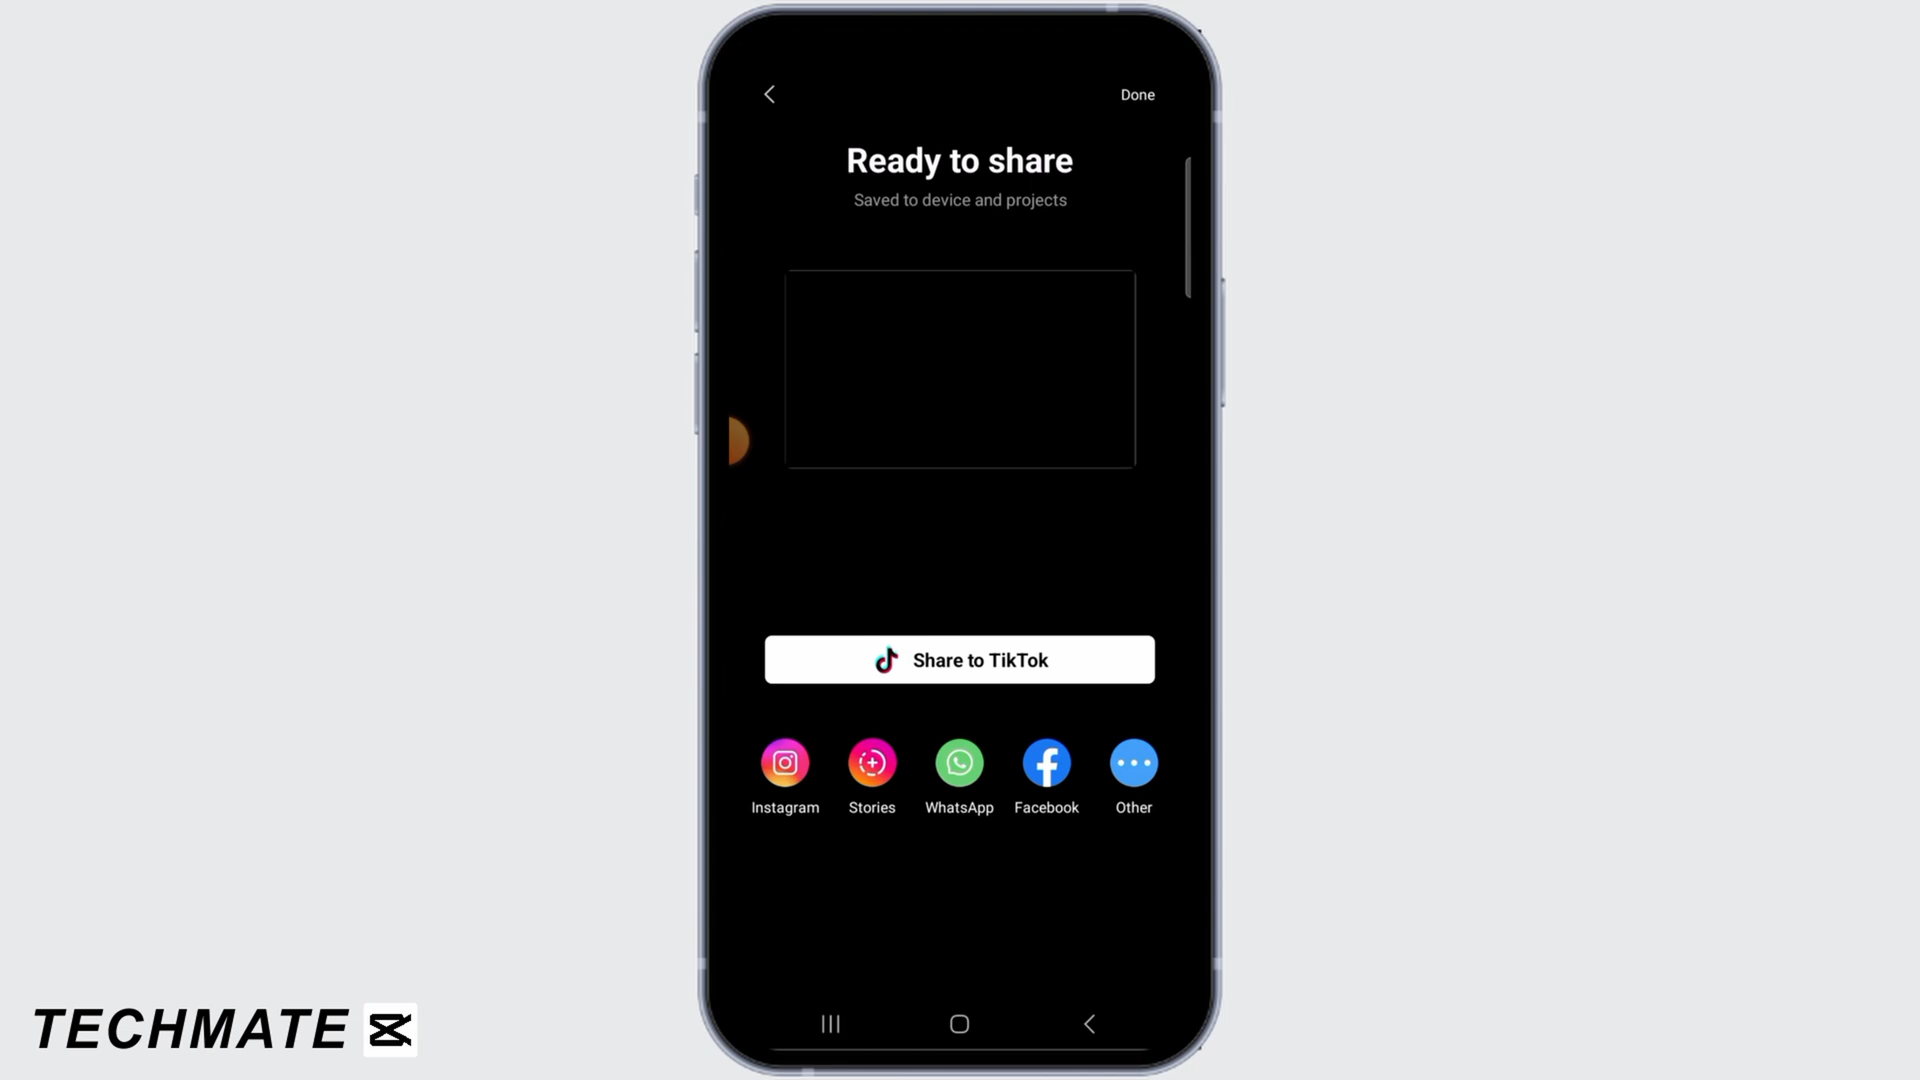 Done
Ready to share
Saved to device and projects
Share to TikTok
Instagram
Stories
WhatsApp
Facebook
Other
TECHMATE